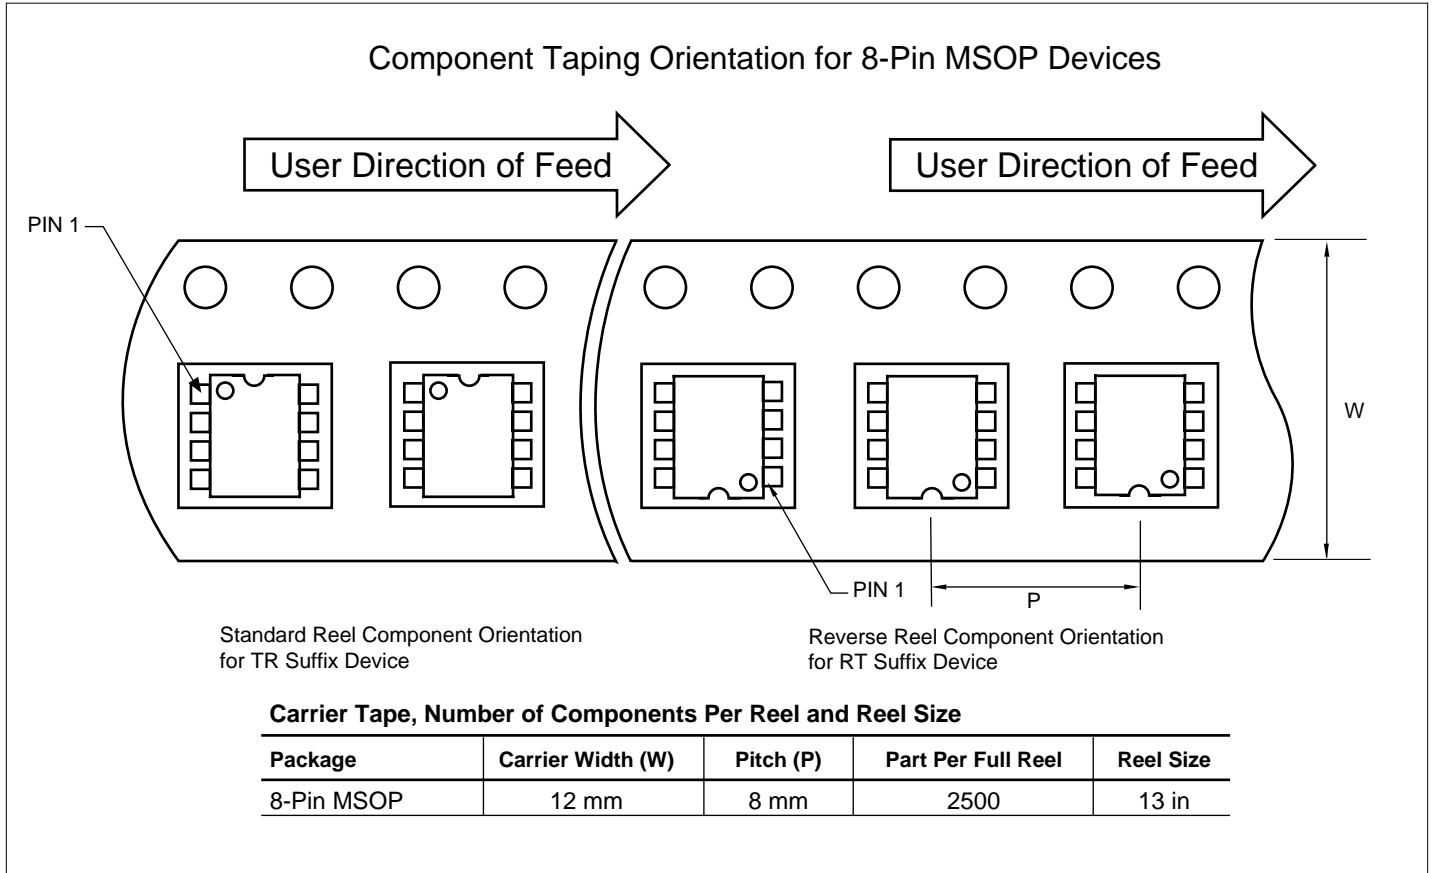 Component Taping Orientation for 8-Pin MSOP Devices
User Direction of Feed
User Direction of Feed
PIN 1
W
PIN 1
P
Standard Reel Component Orientation
for TR Suffix Device
Reverse Reel Component Orientation
for RT Suffix Device
Carrier Tape, Number of Components Per Reel and Reel Size
Package Carrier Width (W) Pitch (P) Part Per Full Reel Reel Size
8-Pin MSOP 12 mm 8 mm 2500 13 in